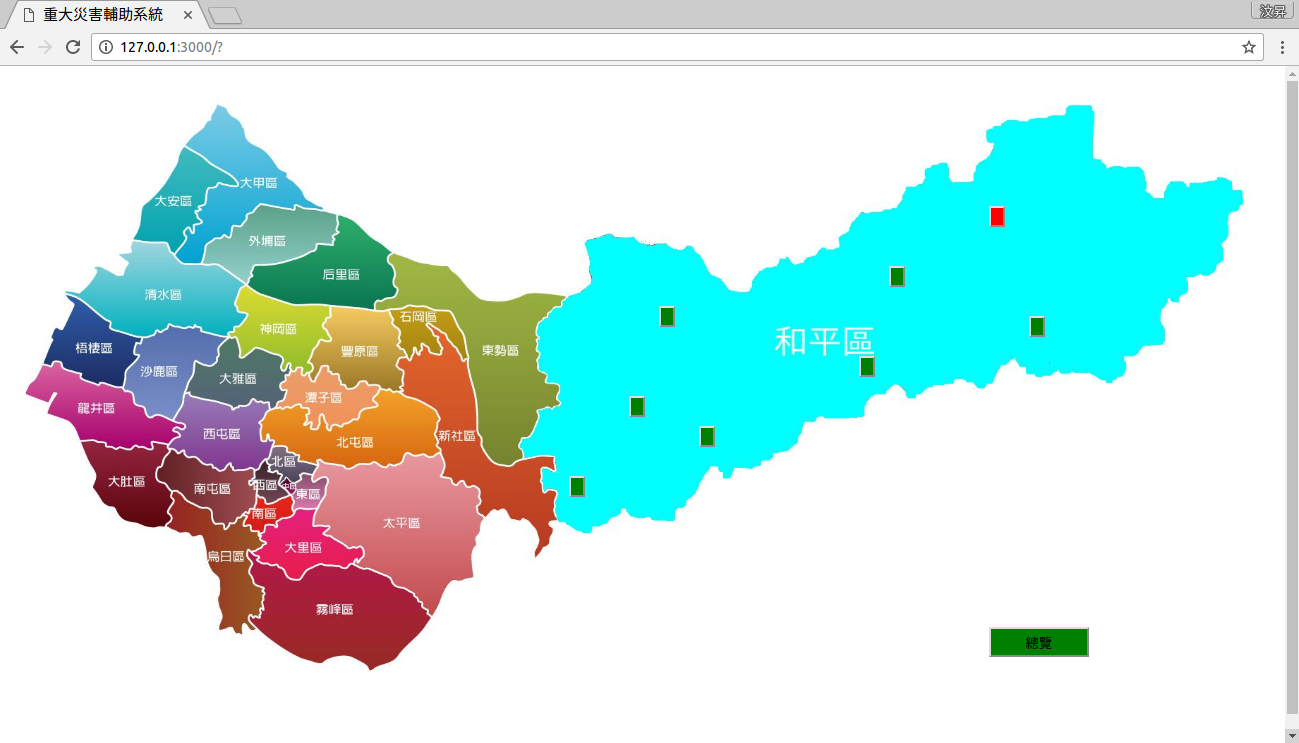 重大災害輔助系統
汶昇
127.0.0.1:3000/?
大甲區
大安區
外埔區
后里區
清水區
石岡區
神岡區
和平區
梧棲區
豐原區
東勢區
沙鹿區
大雅區
潭子區
龍井區
西屯區
新社區
北屯區
北區
大肚區
南屯區
西區
東區
南區
太平區
大里區
烏日區
霧峰區
總覽